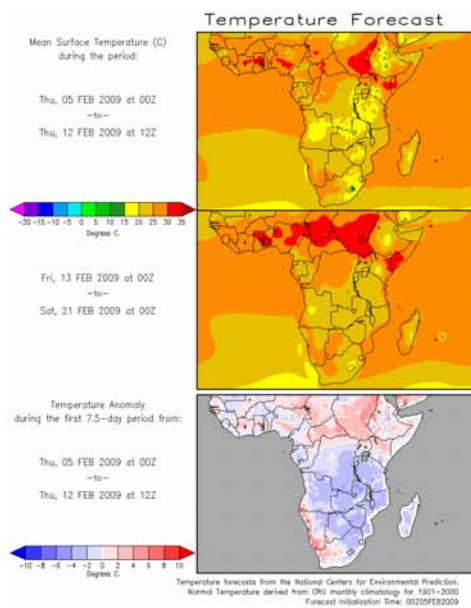 Temperature Forecast
Mean Surface Temperature (C)
during the period:
Thu, 05 FEB 2009 at 00Z
-to-
Thu, 12 FEB 2009 at 12Z
-30 -15 -10 -5 0 5 10 15 20 25 30 35
Degrees C.
Fri, 13 FEB 2009 at 00Z
-to-
Sat, 21 FEB 2009 at 00Z
Temperature Anomaly
during the first 7.5-day period from:
Thu, 05 FEB 2009 at 00Z
-to-
Thu, 12 FEB 2009 at 12Z
-10 -8 -6 -4 -2 0 2 4 6 8 10
Degrees C.
Temperature forecasts from the National Centers for Environmental Prediction.
Normal Temperature derived from CRU monthly climatology for 1901-2000
Forecast Initialization Time: 00Z05FEB2009